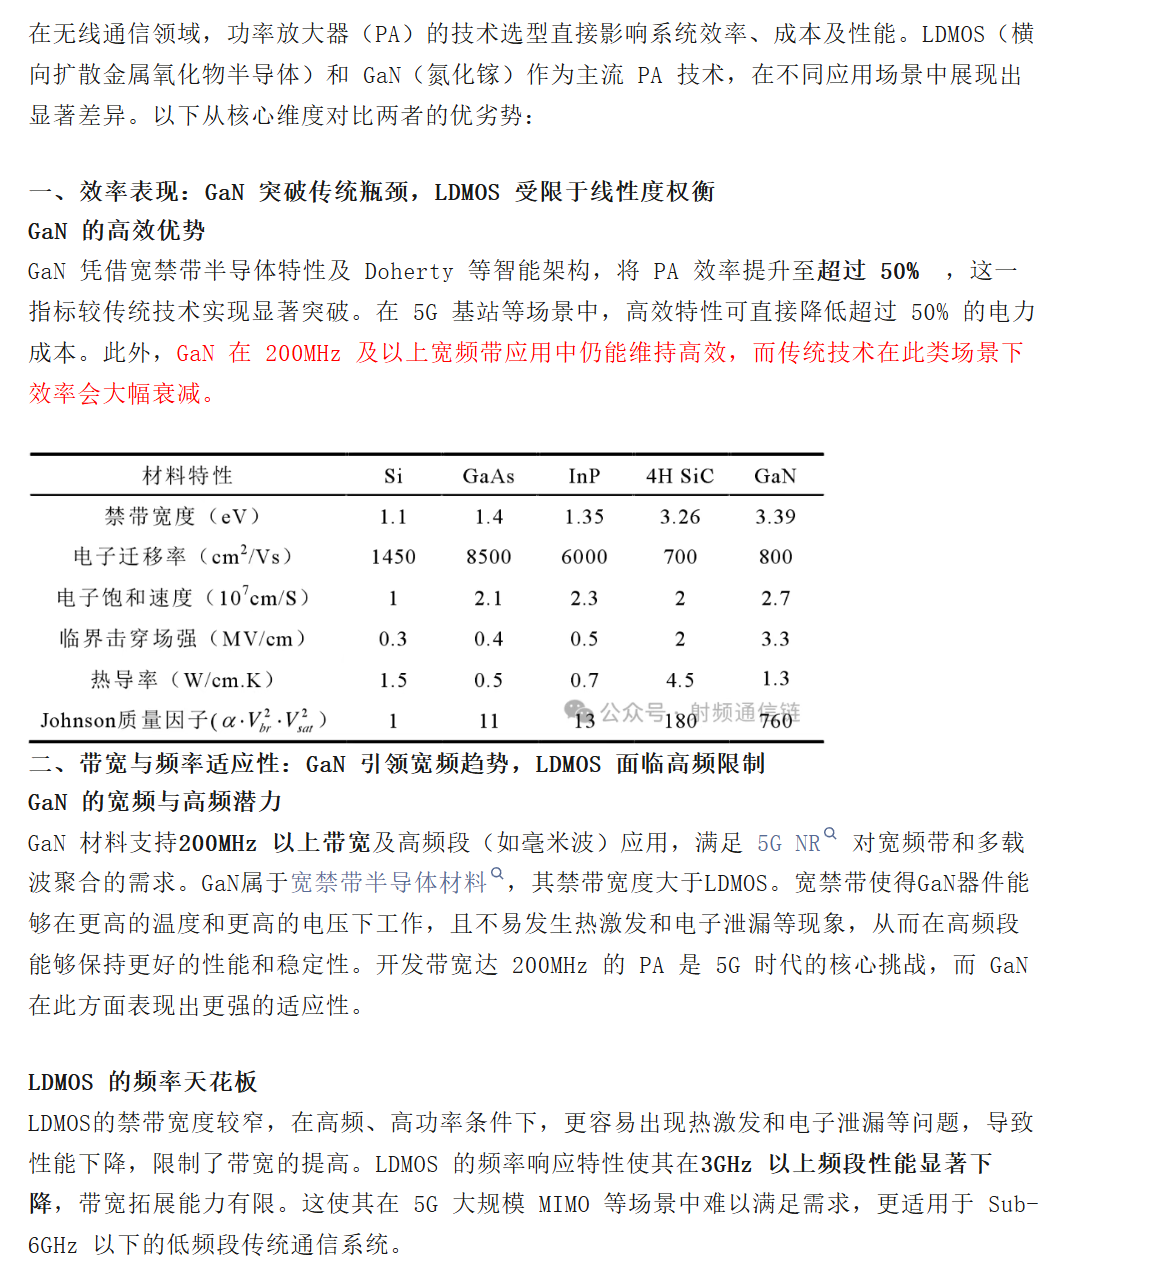 在无线通信领域，功率放大器（PA）的技术选型直接影响系统效率、成本及性能。LDMOS（横
向扩散金属氧化物半导体）和 GaN（氮化镓）作为主流 PA 技术，在不同应用场景中展现出
显著差异。以下从核心维度对比两者的优劣势：
一、效率表现：GaN 突破传统瓶颈，LDMOS 受限于线性度权衡
GaN 的高效优势
GaN 凭借宽禁带半导体特性及 Doherty 等智能架构，将 PA 效率提升至超过 50% ，这一
指标较传统技术实现显著突破。在 5G 基站等场景中，高效特性可直接降低超过 50% 的电力
成本。此外，GaN 在 200MHz 及以上宽频带应用中仍能维持高效，而传统技术在此类场景下
效率会大幅衰减。
材料特性 Si GaAs InP 4H SiC GaN
禁带宽度（eV） 1.1 1.4 1.35 3.26 3.39
电子迁移率（cm²/Vs） 1450 8500 6000 700 800
电子饱和速度（10⁷cm/S） 1 2.1 2.3 2 2.7
临界击穿场强（MV/cm） 0.3 0.4 0.5 2 3.3
热导率（W/cm.K） 1.5 0.5 0.7 4.5 1.3
公众号·射频通信链
Johnson质量因子(α·V²br·V²sat） 1 11 13 180 760
二、带宽与频率适应性：GaN 引领宽频趋势，LDMOS 面临高频限制
GaN 的宽频与高频潜力
GaN 材料支持200MHz 以上带宽及高频段（如毫米波）应用，满足 5G NR 对宽频带和多载
波聚合的需求。GaN属于宽禁带半导体材料，其禁带宽度大于LDMOS。宽禁带使得GaN器件能
够在更高的温度和更高的电压下工作，且不易发生热激发和电子泄漏等现象，从而在高频段
能够保持更好的性能和稳定性。开发带宽达 200MHz 的 PA 是 5G 时代的核心挑战，而 GaN
在此方面表现出更强的适应性。
LDMOS 的频率天花板
LDMOS的禁带宽度较窄，在高频、高功率条件下，更容易出现热激发和电子泄漏等问题，导致
性能下降，限制了带宽的提高。LDMOS 的频率响应特性使其在3GHz 以上频段性能显著下
降，带宽拓展能力有限。这使其在 5G 大规模 MIMO 等场景中难以满足需求，更适用于 Sub-
6GHz 以下的低频段传统通信系统。